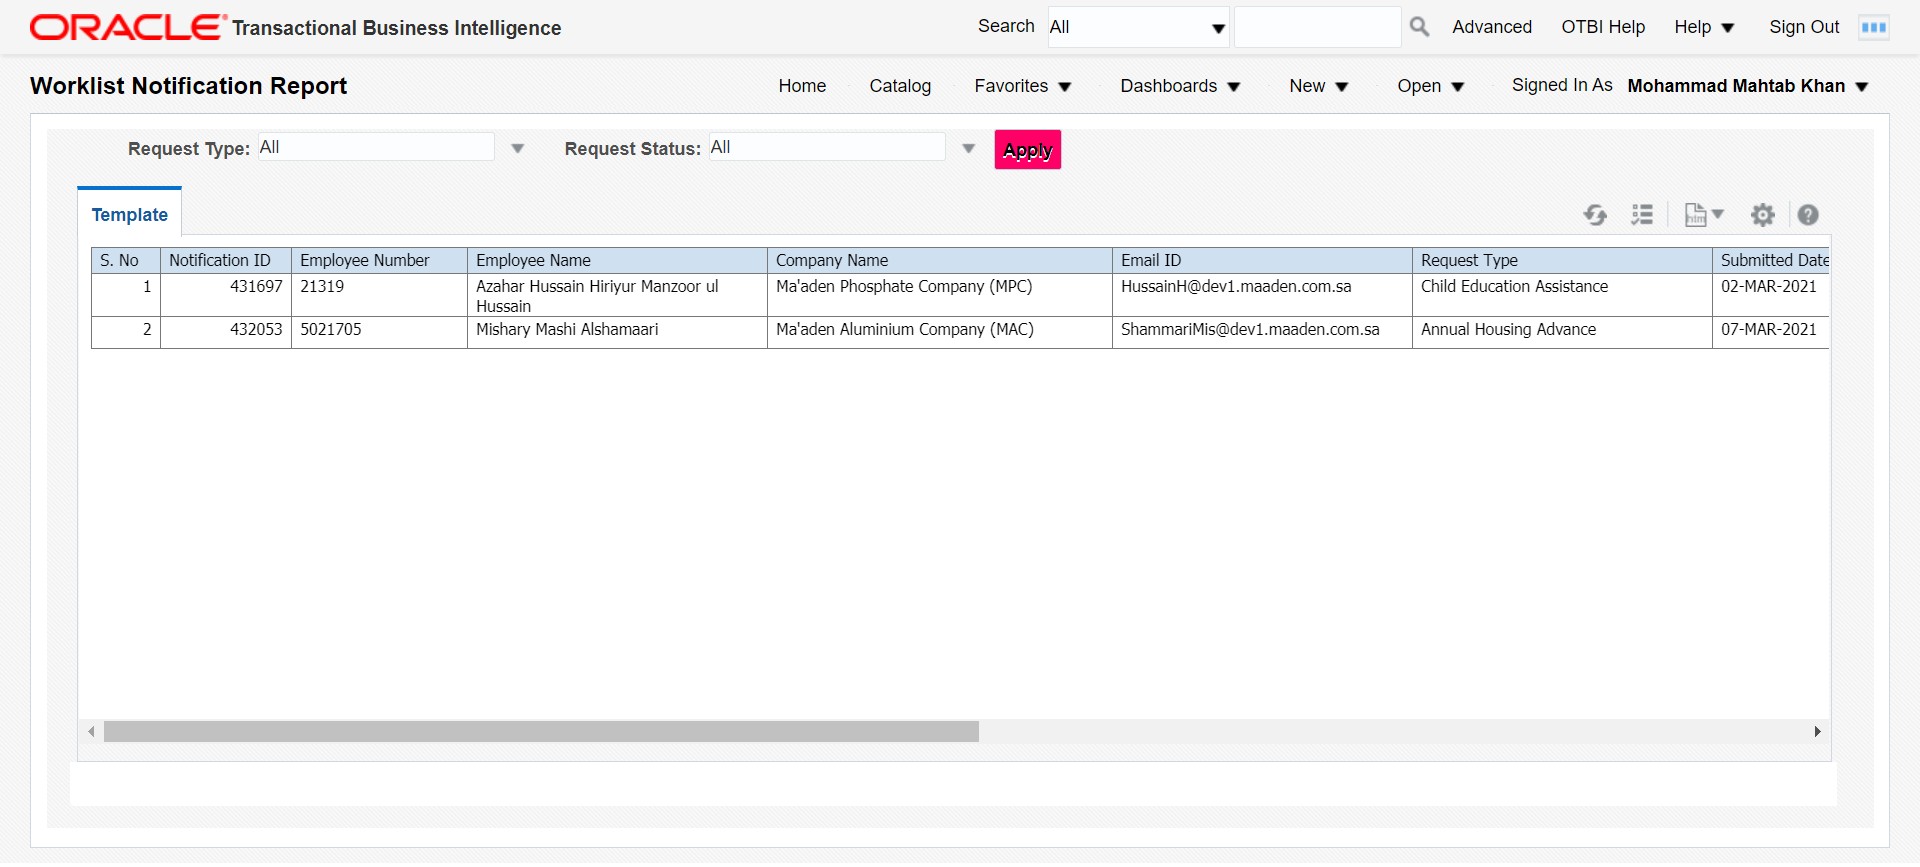 ORACLE Transactional Business Intelligence Search All Advanced OTBI Help Help Sign Out
Worklist Notification Report Home Catalog Favorites Dashboards New Open Signed In As Mohammad Mahtab Khan
Request Type: All Request Status: All Apply
Template
S. No Notification ID Employee Number Employee Name Company Name Email ID Request Type Submitted Date
1 431697 21319 Azahar Hussain Hiriyur Manzoor ul Ma'aden Phosphate Company (MPC) HussainH@dev1.maaden.com.sa Child Education Assistance 02-MAR-2021
Hussain
2 432053 5021705 Mishary Mashi Alshamaari Ma'aden Aluminium Company (MAC) ShammariMis@dev1.maaden.com.sa Annual Housing Advance 07-MAR-2021